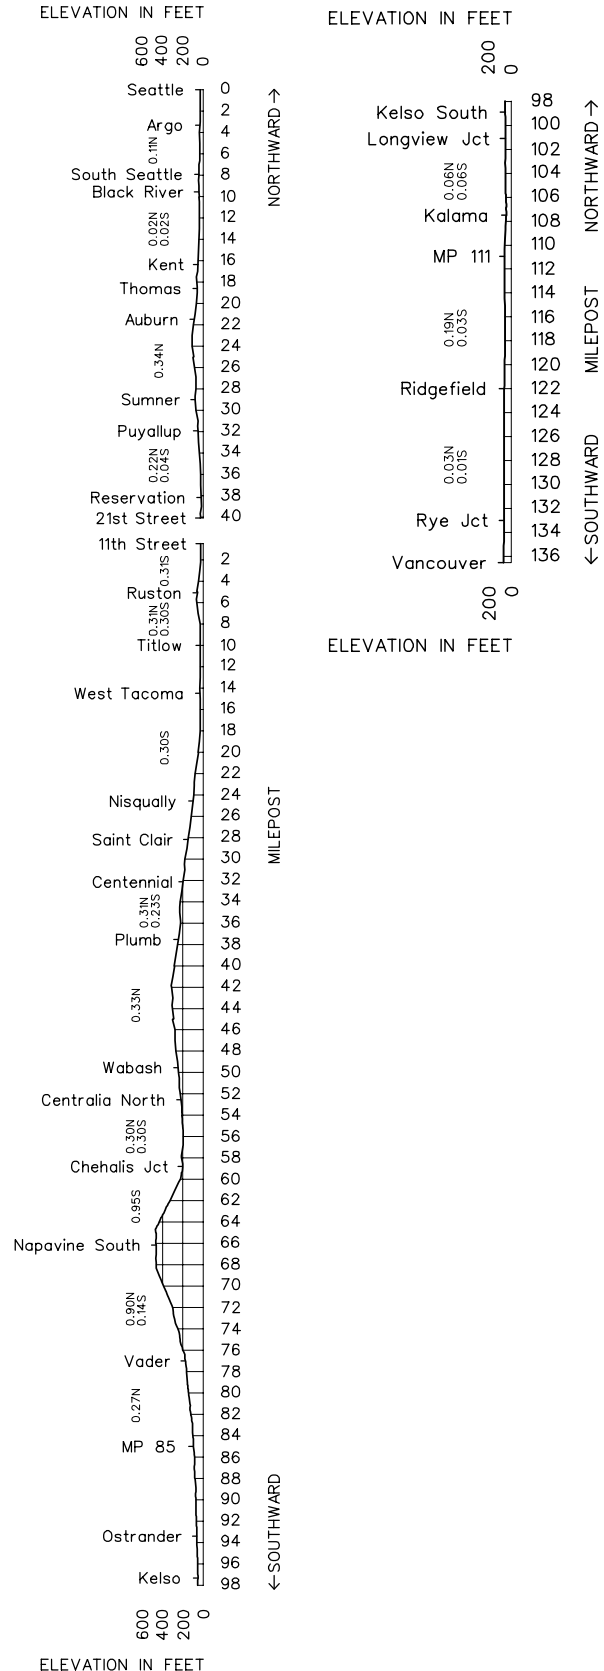 ELEVATION IN FEET
600
400
200
0
Seattle 0
2
Argo 4
0.11N
6
South Seattle 8
Black River 10
0.02N
0.02S
12
14
Kent 16
18
Thomas
20
Auburn 22
24
0.34N
26
28
Sumner
30
Puyallup 32
34
0.22N
0.04S
36
Reservation 38
21st Street 40
11th Street
2
0.31S
4
Ruston
6
0.31N
0.30S
8
Titlow 10
12
West Tacoma 14
16
18
0.30S
20
22
Nisqually 24
26
Saint Clair 28
30
Centennial 32
34
0.31N
0.23S
36
Plumb 38
40
42
0.33N
44
46
48
Wabash 50
Centralia North 52
54
0.30N
0.30S
56
58
Chehalis Jct
60
0.95S
62
64
Napavine South 66
68
70
0.90N
0.14S
72
74
76
Vader
78
80
0.27N
82
84
MP 85
86
88
90
92
Ostrander 94
96
Kelso 98
600
400
200
0
ELEVATION IN FEET
NORTHWARD→
MILEPOST
←SOUTHWARD
ELEVATION IN FEET
200
0
98
Kelso South
100
Longview Jct
102
0.06N
0.06S
104
106
Kalama 108
110
MP 111
112
114
0.19N
0.03S
116
118
120
Ridgefield 122
124
126
0.03N
0.01S
128
130
132
Rye Jct
134
Vancouver 136
200
0
ELEVATION IN FEET
NORTHWARD→
MILEPOST
←SOUTHWARD